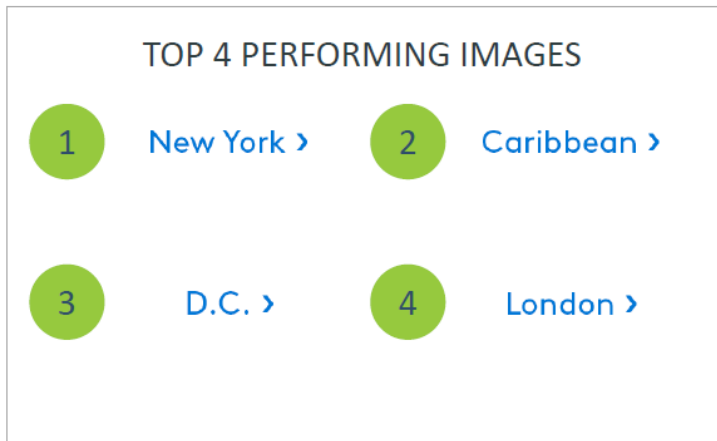 TOP 4 PERFORMING IMAGES
1 New York › 2 Caribbean ›
3 D.C. › 4 London ›